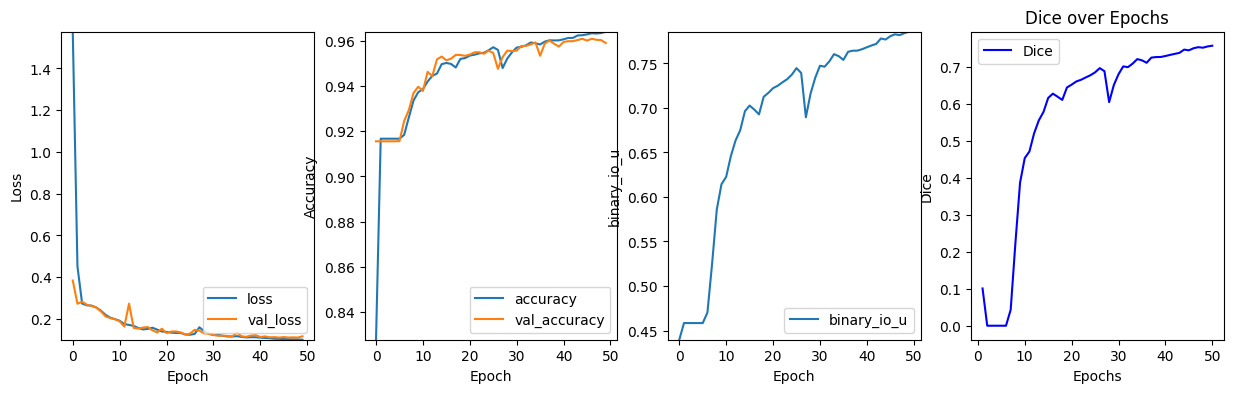 Loss
1.4
1.2
1.0
0.8
0.6
0.4
0.2
0 10 20 30 40 50
Epoch
loss
val_loss
Accuracy
0.96
0.94
0.92
0.90
0.88
0.86
0.84
0 10 20 30 40 50
Epoch
accuracy
val_accuracy
binary_io_u
0.75
0.70
0.65
0.60
0.55
0.50
0.45
0 10 20 30 40 50
Epoch
binary_io_u
Dice over Epochs
Dice
Dice
0.7
0.6
0.5
0.4
0.3
0.2
0.1
0.0
0 10 20 30 40 50
Epochs